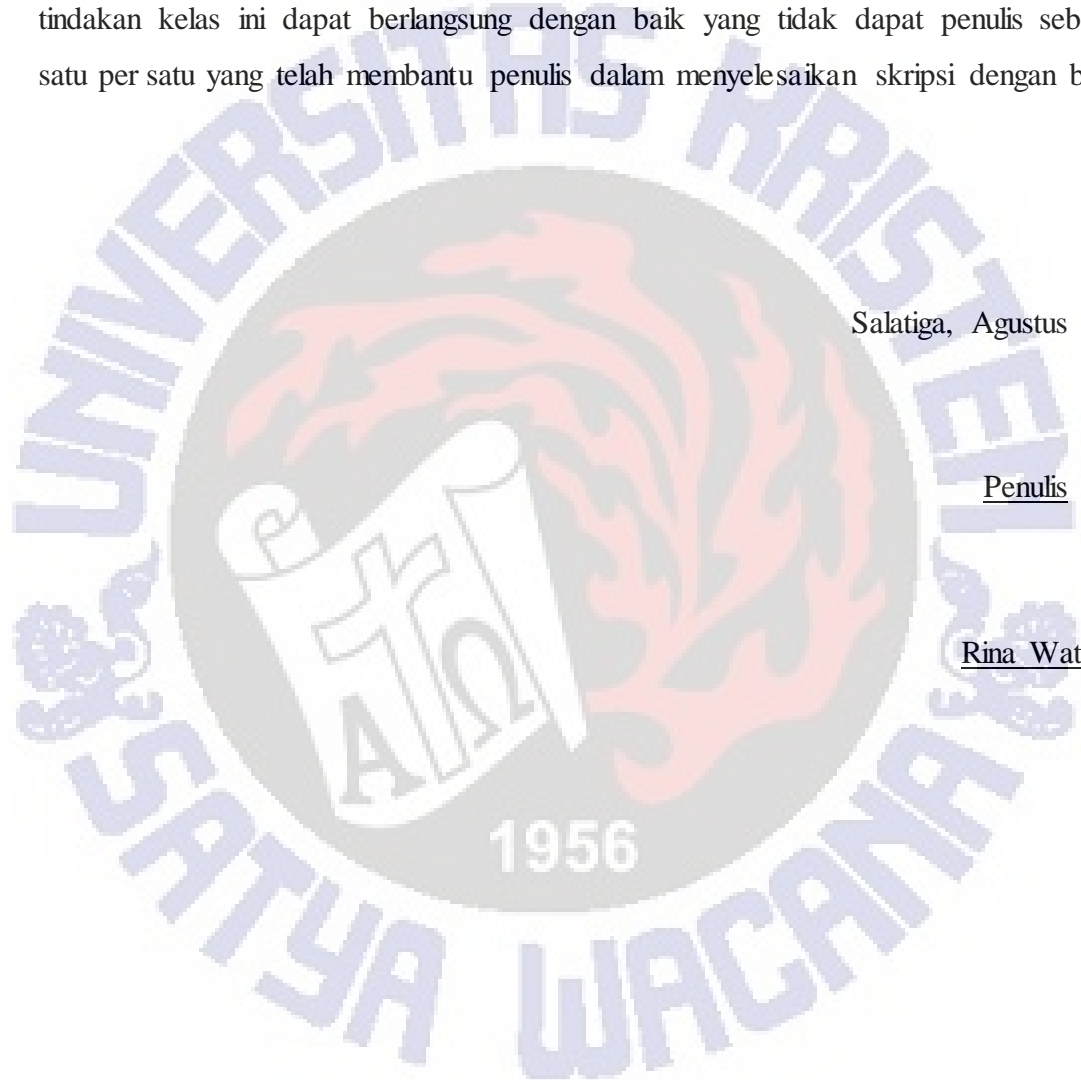 tindakan kelas ini dapat berlangsung dengan baik yang tidak dapat penulis seb
satu per satu yang telah membantu penulis dalam menyelesaikan skripsi dengan b
Salatiga, Agustus
Penulis
Rina Wat
UNIVERSITAS KRISTEN
SATYA WACANA
A Ω
1956